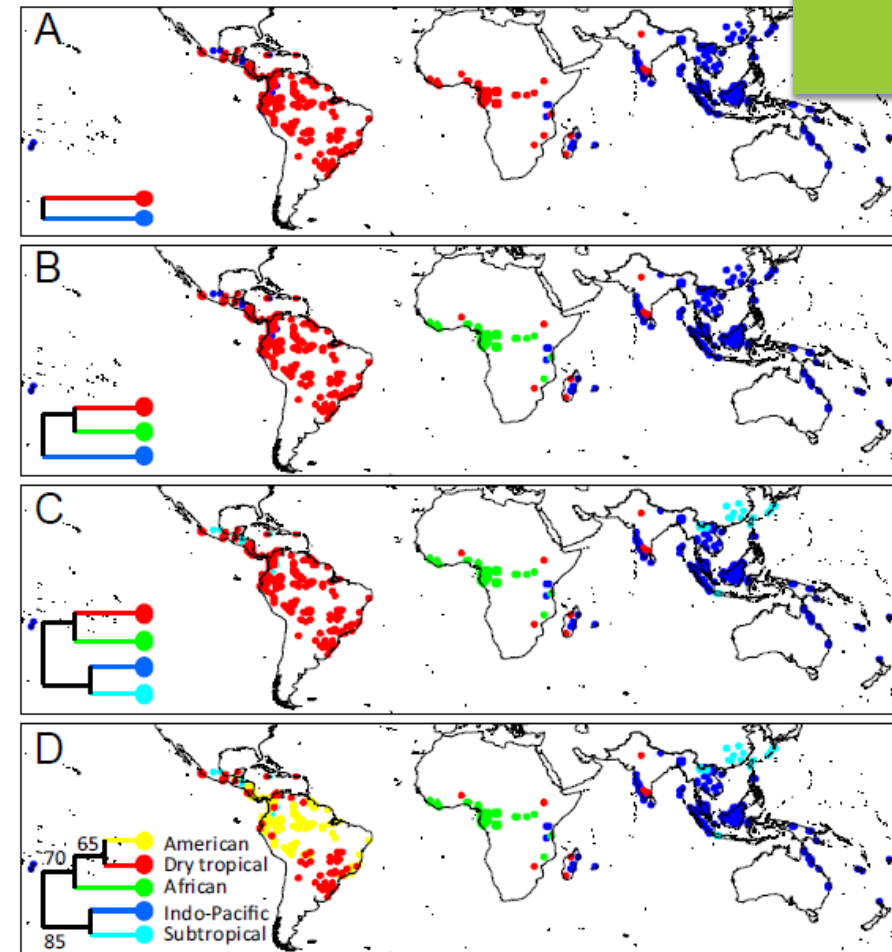 A
B
C
D
65
American
70
Dry tropical
African
Indo-Pacific
Subtropical
85